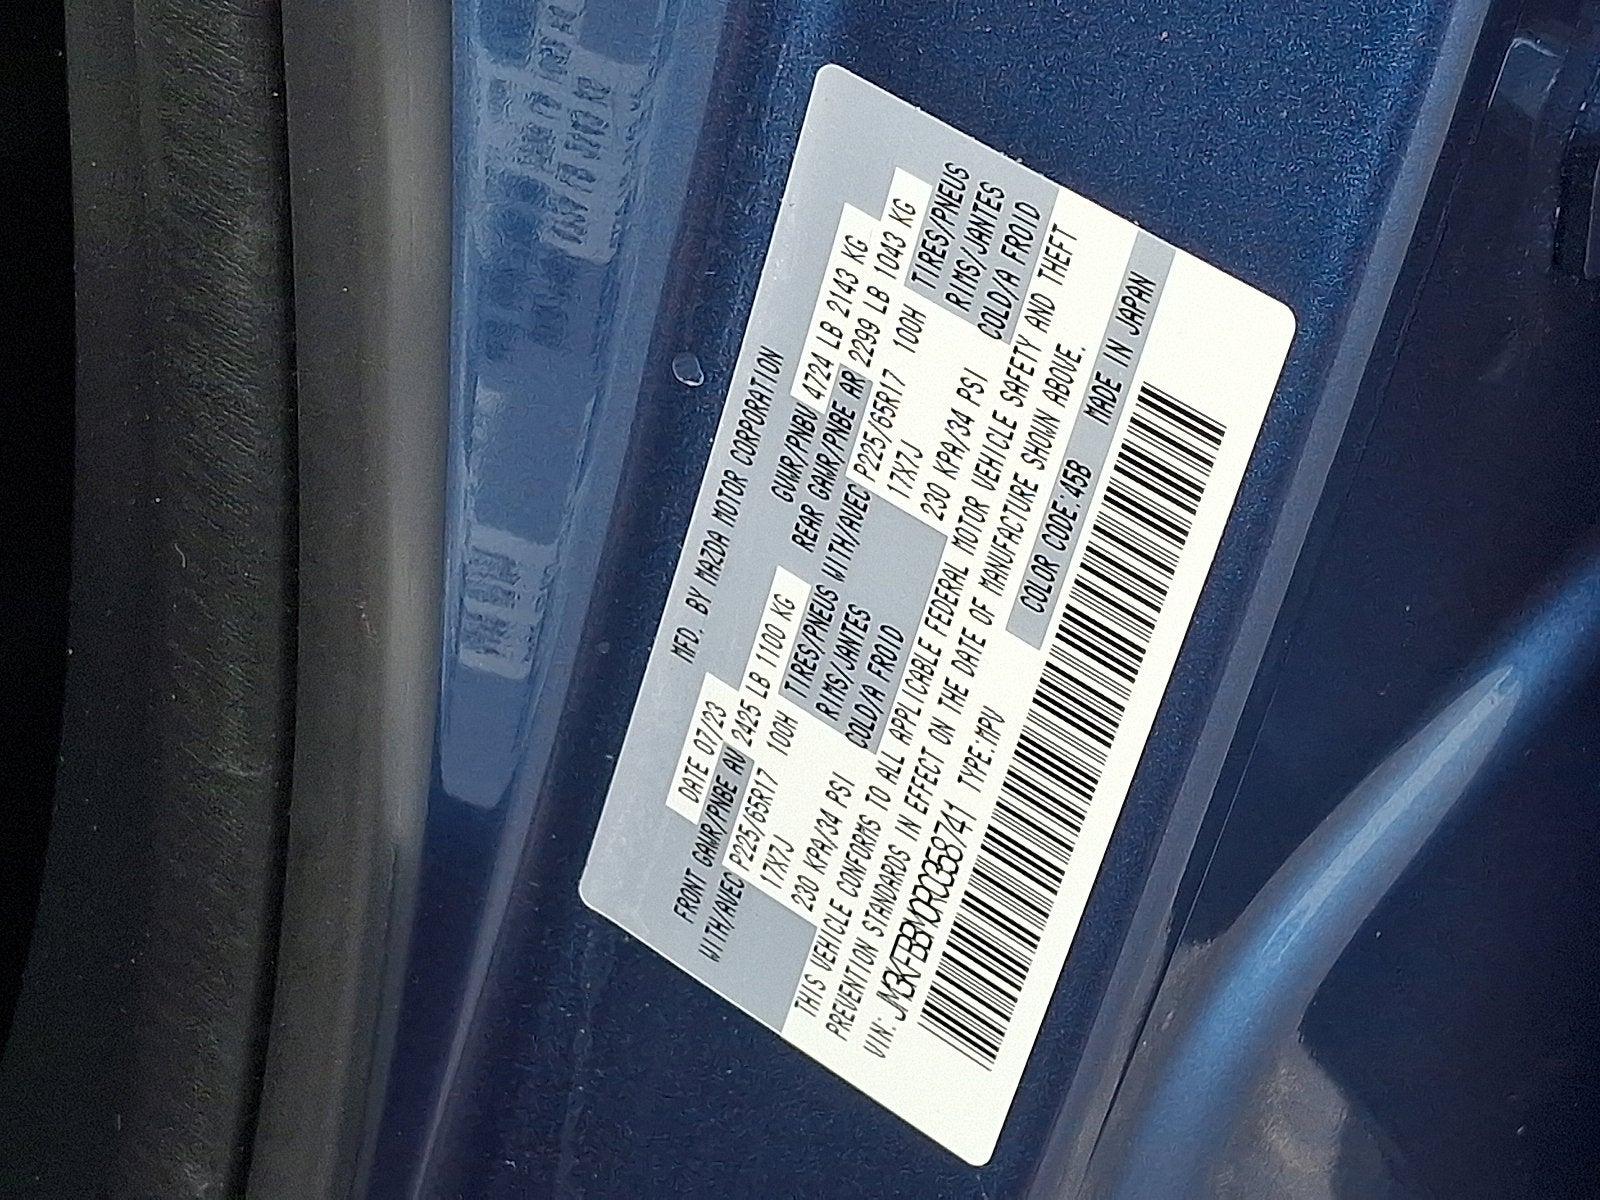 MFD. BY MAZDA MOTOR CORPORATION
DATE 07/23 GVWR/PNBV 4724 LB 2143 KG
FRONT GAWR/PNBE AV 2425 LB 1100 KG REAR GAWR/PNBE AR 2299 LB 1043 KG
WITH/AVEC P225/65R17 100H TIRES/PNEUS WITH/AVEC P225/65R17 100H TIRES/PNEUS
17X7J RIMS/JANTES 17X7J RIMS/JANTES
230 KPA/34 PSI COLD/A FROID 230 KPA/34 PSI COLD/A FROID
THIS VEHICLE CONFORMS TO ALL APPLICABLE FEDERAL MOTOR VEHICLE SAFETY AND THEFT
PREVENTION STANDARDS IN EFFECT ON THE DATE OF MANUFACTURE SHOWN ABOVE.
VIN: JM3KFBBM0R0358741 TYPE:MPV
COLOR CODE:45B MADE IN JAPAN